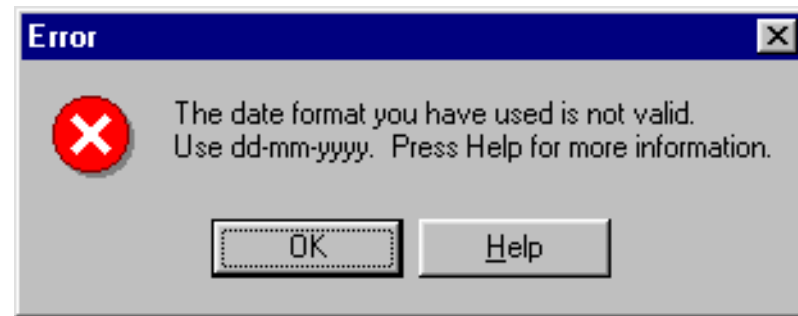 Error
The date format you have used is not valid.
Use dd-mm-yyyy. Press Help for more information.
OK
Help